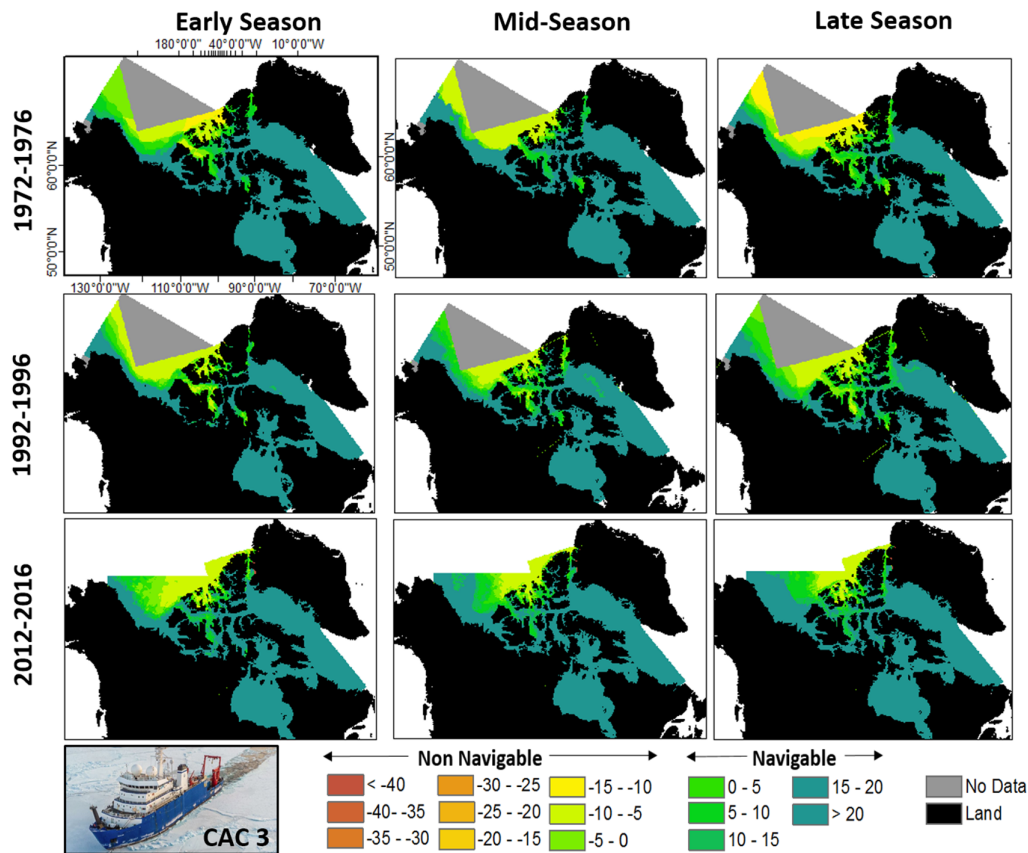 Early Season
Mid-Season
Late Season
180°0'0" 40°0'0"W 10°0'0"W
1972-1976
60°0'0"N
50°0'0"N
60°0'0"N
50°0'0"N
130°0'0"W 110°0'0"W 90°0'0"W 70°0'0"W
1992-1996
2012-2016
Non Navigable
Navigable
< -40
-40--35
-35--30
-30 - -25
-25 - -20
-20 - -15
-15 - -10
-10 - -5
-5 - 0
0 - 5
5 - 10
10 - 15
15 - 20
> 20
No Data
Land
CAC 3